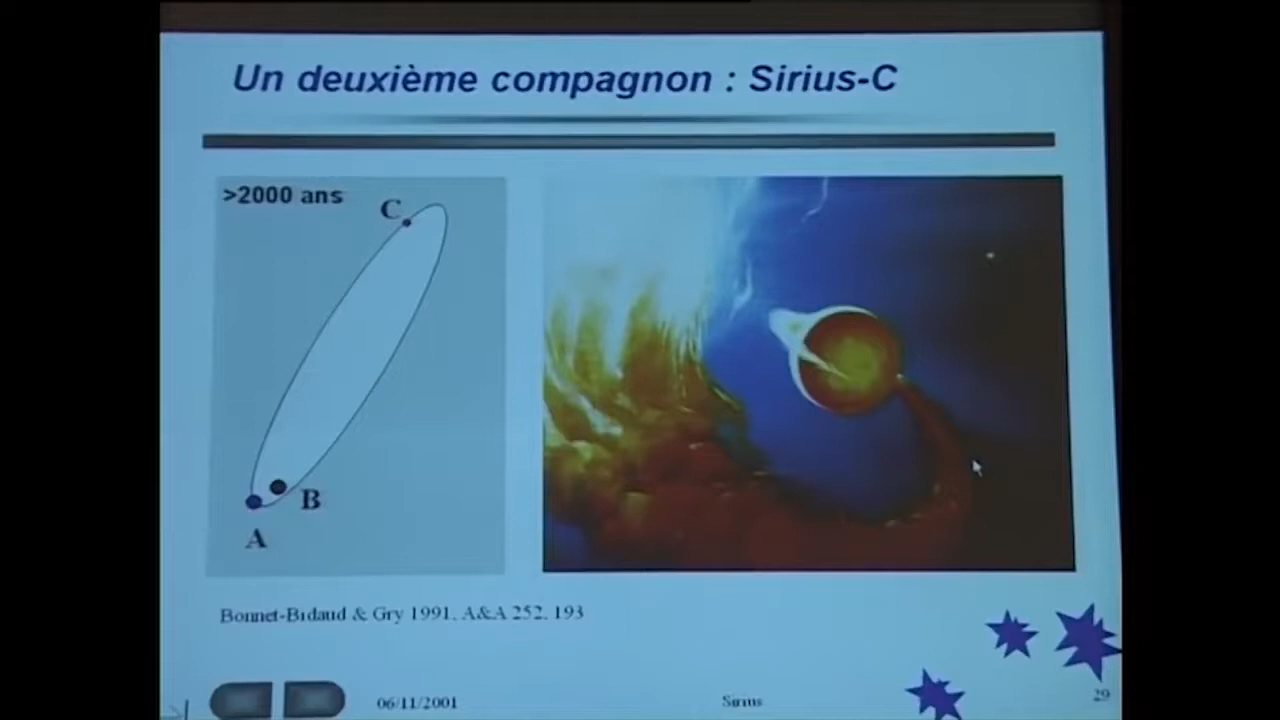 Un deuxième compagnon : Sirius-C
>2000 ans
C
B
A
Bonnet-Bidaud & Gry 1991, A&A 252, 193
06/11/2001
Sirius
29